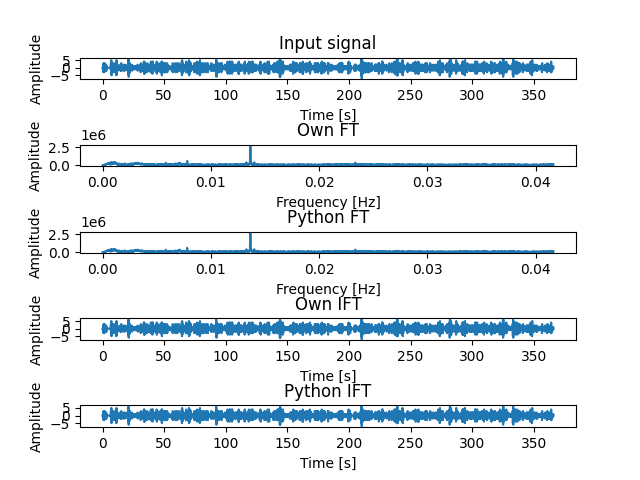 Input signal
Amplitude
5
0
−5
0 50 100 150 200 250 300 350
Time [s]
Own FT
1e6
Amplitude
2.5
0.0
0.00 0.01 0.02 0.03 0.04
Frequency [Hz]
Python FT
1e6
Amplitude
2.5
0.0
0.00 0.01 0.02 0.03 0.04
Frequency [Hz]
Own IFT
Amplitude
5
0
−5
0 50 100 150 200 250 300 350
Time [s]
Python IFT
Amplitude
5
0
−5
0 50 100 150 200 250 300 350
Time [s]